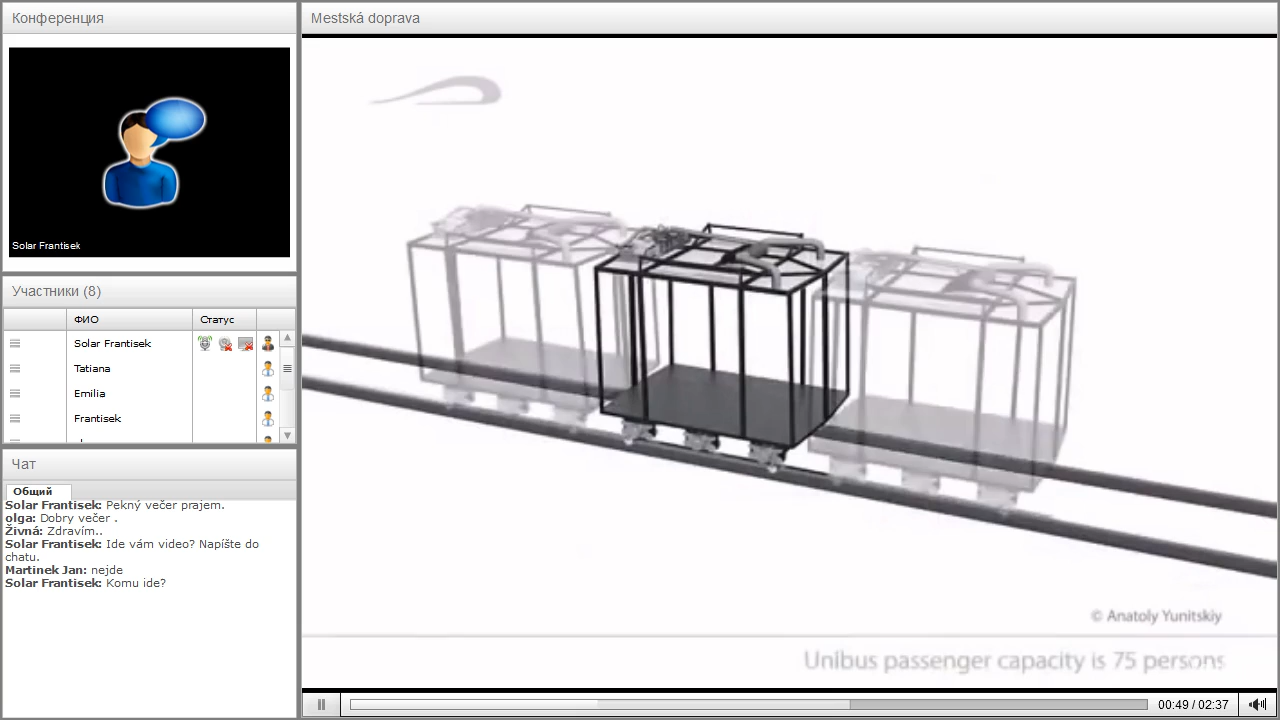 Конференция
Solar Frantisek
Участники (8)
ФИО
Статус
Solar Frantisek
Tatiana
Emilia
Frantisek
Чат
Общий
Solar Frantisek: Pekný večer prajem.
olga: Dobry večer .
Živná: Zdravím..
Solar Frantisek: Ide vám video? Napíšte do
chatu.
Martinek Jan: nejde
Solar Frantisek: Komu ide?
Mestská doprava
© Anatoly Yunitskiy
Unibus passenger capacity is 75 persons
00:49 / 02:37